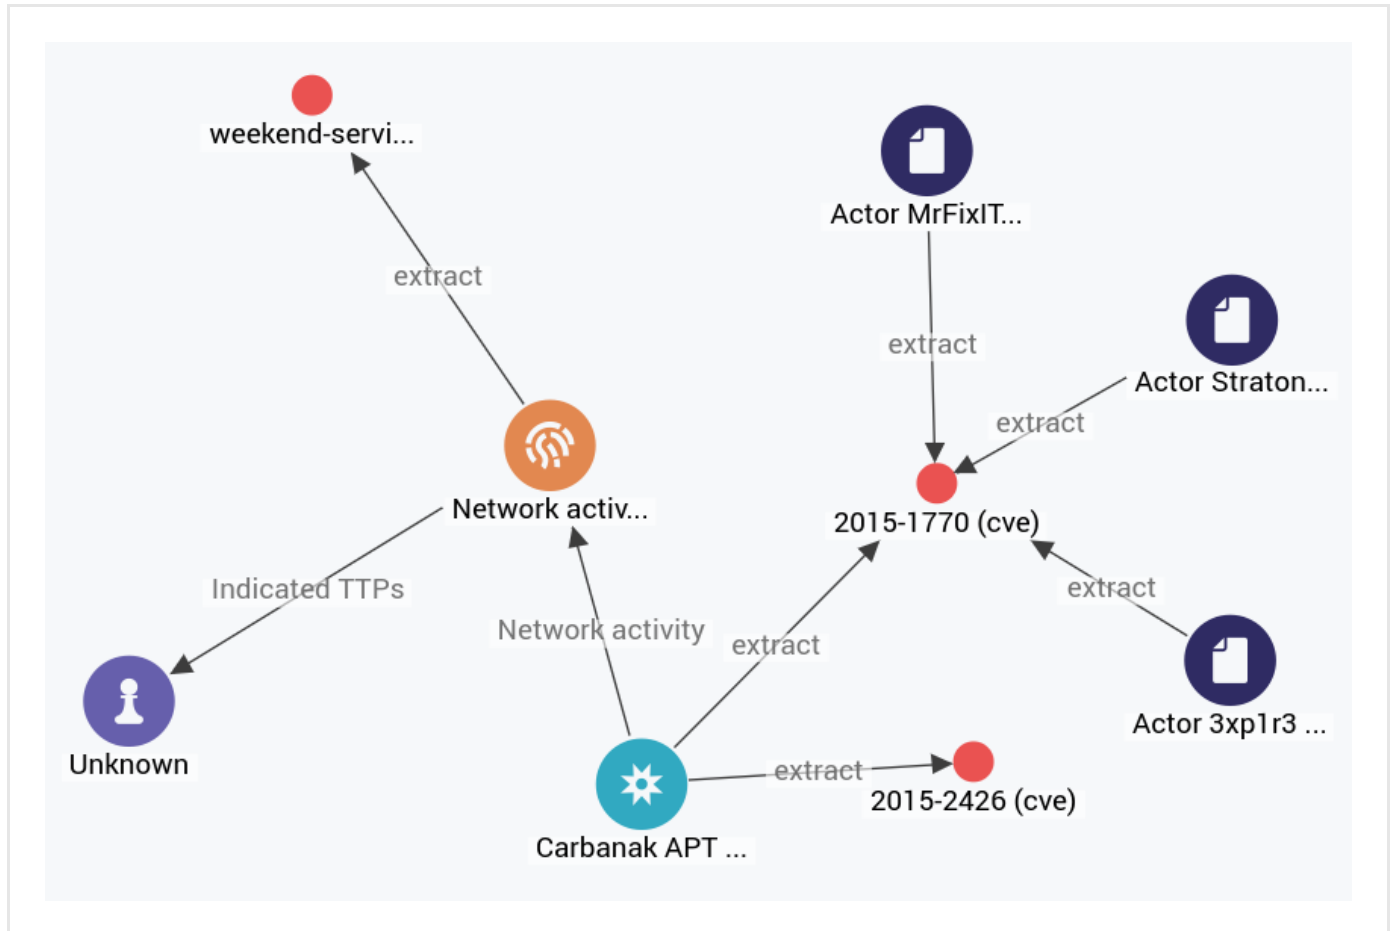 weekend-servi...
Actor MrFixIT...
extract
extract
Actor Straton...
extract
Network activ...
2015-1770 (cve)
Indicated TTPs
extract
Network activity
extract
Actor 3xp1r3 ...
Unknown
extract
2015-2426 (cve)
Carbanak APT ...